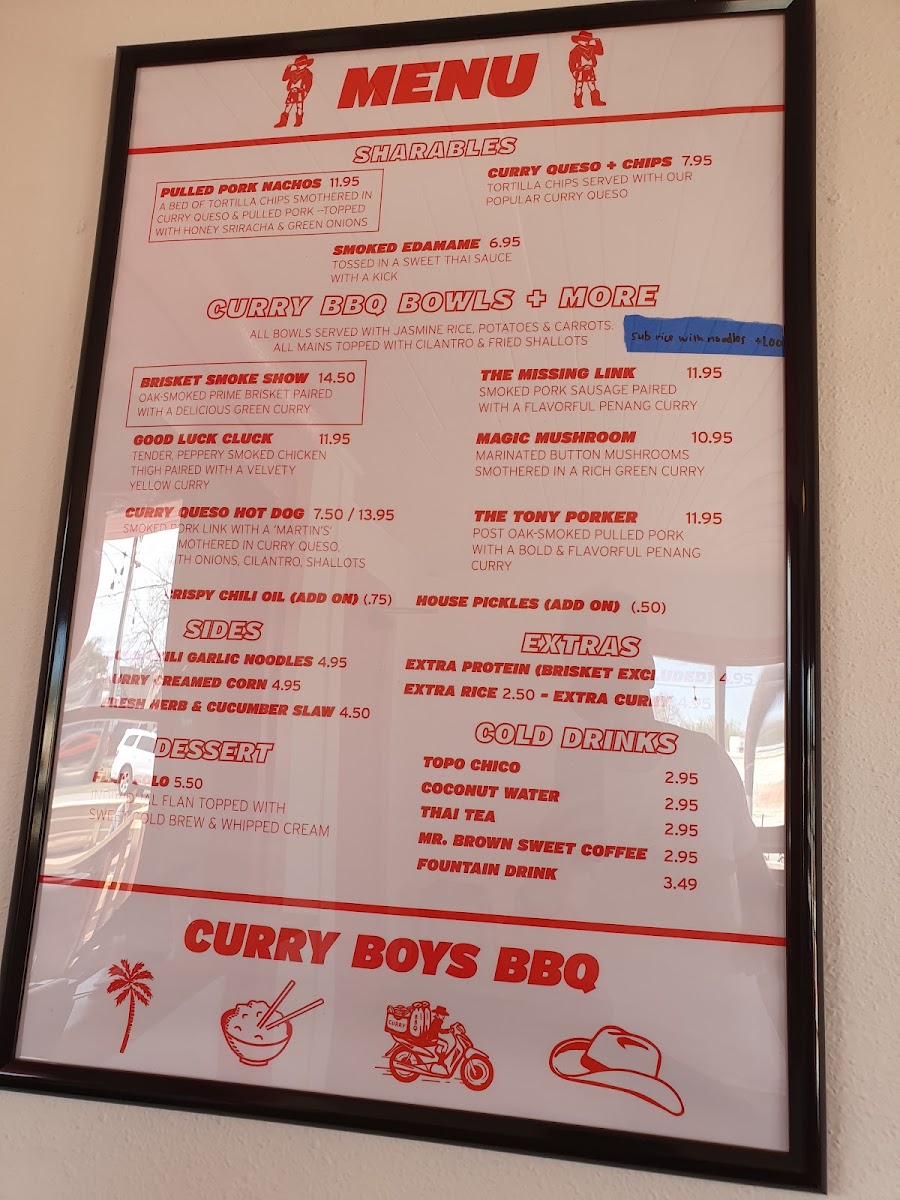 MENU
SHARABLES
PULLED PORK NACHOS 11.95
A BED OF TORTILLA CHIPS SMOTHERED IN
CURRY QUESO & PULLED PORK --TOPPED
WITH HONEY SRIRACHA & GREEN ONIONS
CURRY QUESO + CHIPS 7.95
TORTILLA CHIPS SERVED WITH OUR
POPULAR CURRY QUESO
SMOKED EDAMAME 6.95
TOSSED IN A SWEET THAI SAUCE
WITH A KICK
CURRY BBQ BOWLS + MORE
ALL BOWLS SERVED WITH JASMINE RICE, POTATOES & CARROTS.
ALL MAINS TOPPED WITH CILANTRO & FRIED SHALLOTS
sub rice with noodles +1.00
BRISKET SMOKE SHOW 14.50
OAK-SMOKED PRIME BRISKET PAIRED
WITH A DELICIOUS GREEN CURRY
THE MISSING LINK 11.95
SMOKED PORK SAUSAGE PAIRED
WITH A FLAVORFUL PENANG CURRY
GOOD LUCK CLUCK 11.95
TENDER, PEPPERY SMOKED CHICKEN
THIGH PAIRED WITH A VELVETY
YELLOW CURRY
MAGIC MUSHROOM 10.95
MARINATED BUTTON MUSHROOMS
SMOTHERED IN A RICH GREEN CURRY
CURRY QUESO HOT DOG 7.50 / 13.95
SMOKED PORK LINK WITH A 'MARTIN'S'
SMOTHERED IN CURRY QUESO,
WITH ONIONS, CILANTRO, SHALLOTS
THE TONY PORKER 11.95
POST OAK-SMOKED PULLED PORK
WITH A BOLD & FLAVORFUL PENANG
CURRY
CRISPY CHILI OIL (ADD ON) (.75)
HOUSE PICKLES (ADD ON) (.50)
SIDES
CHILI GARLIC NOODLES 4.95
CURRY CREAMED CORN 4.95
FRESH HERB & CUCUMBER SLAW 4.50
EXTRAS
EXTRA PROTEIN (BRISKET EXCLUDED) 4.95
EXTRA RICE 2.50 - EXTRA CURRY 4.95
DESSERT
5.50
INDIVIDUAL FLAN TOPPED WITH
SWEET COLD BREW & WHIPPED CREAM
COLD DRINKS
TOPO CHICO 2.95
COCONUT WATER 2.95
THAI TEA 2.95
MR. BROWN SWEET COFFEE 2.95
FOUNTAIN DRINK 3.49
CURRY BOYS BBQ
CURRY
BBQ